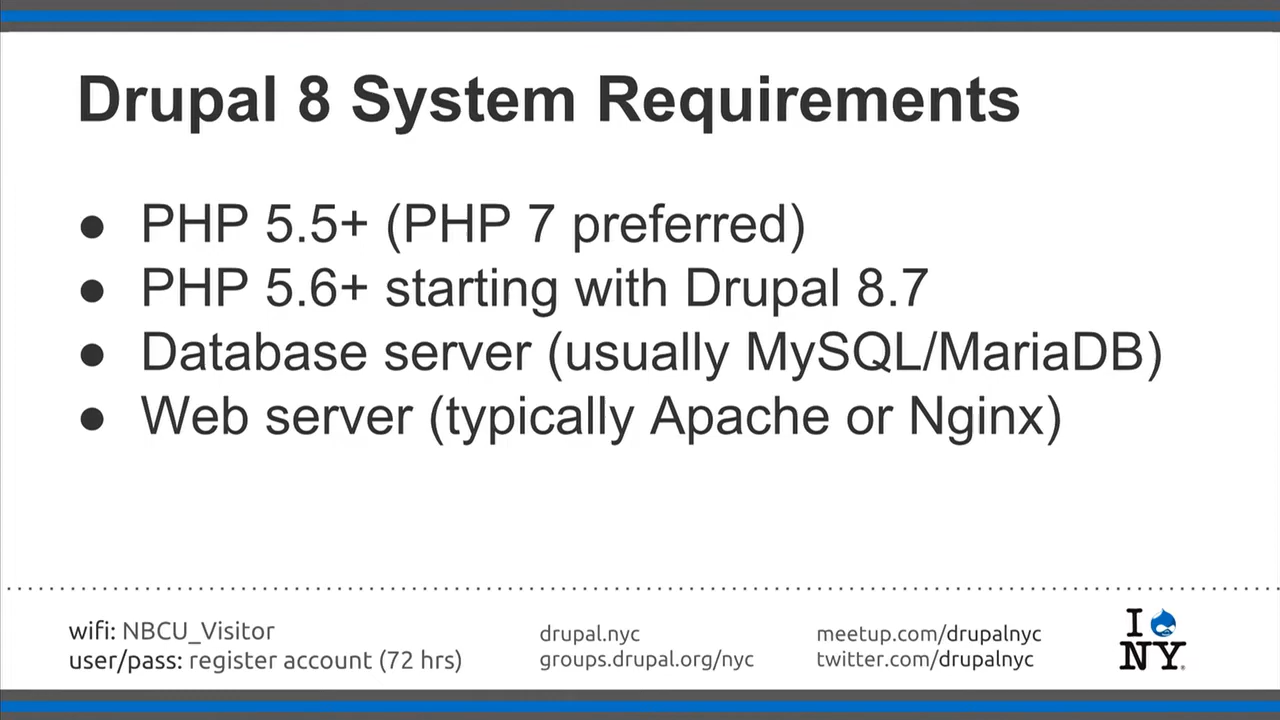 Drupal 8 System Requirements
● PHP 5.5+ (PHP 7 preferred)
● PHP 5.6+ starting with Drupal 8.7
● Database server (usually MySQL/MariaDB)
● Web server (typically Apache or Nginx)
wifi: NBCU_Visitor
user/pass: register account (72 hrs)
drupal.nyc
groups.drupal.org/nyc
meetup.com/drupalnyc
twitter.com/drupalnyc
I
NY®